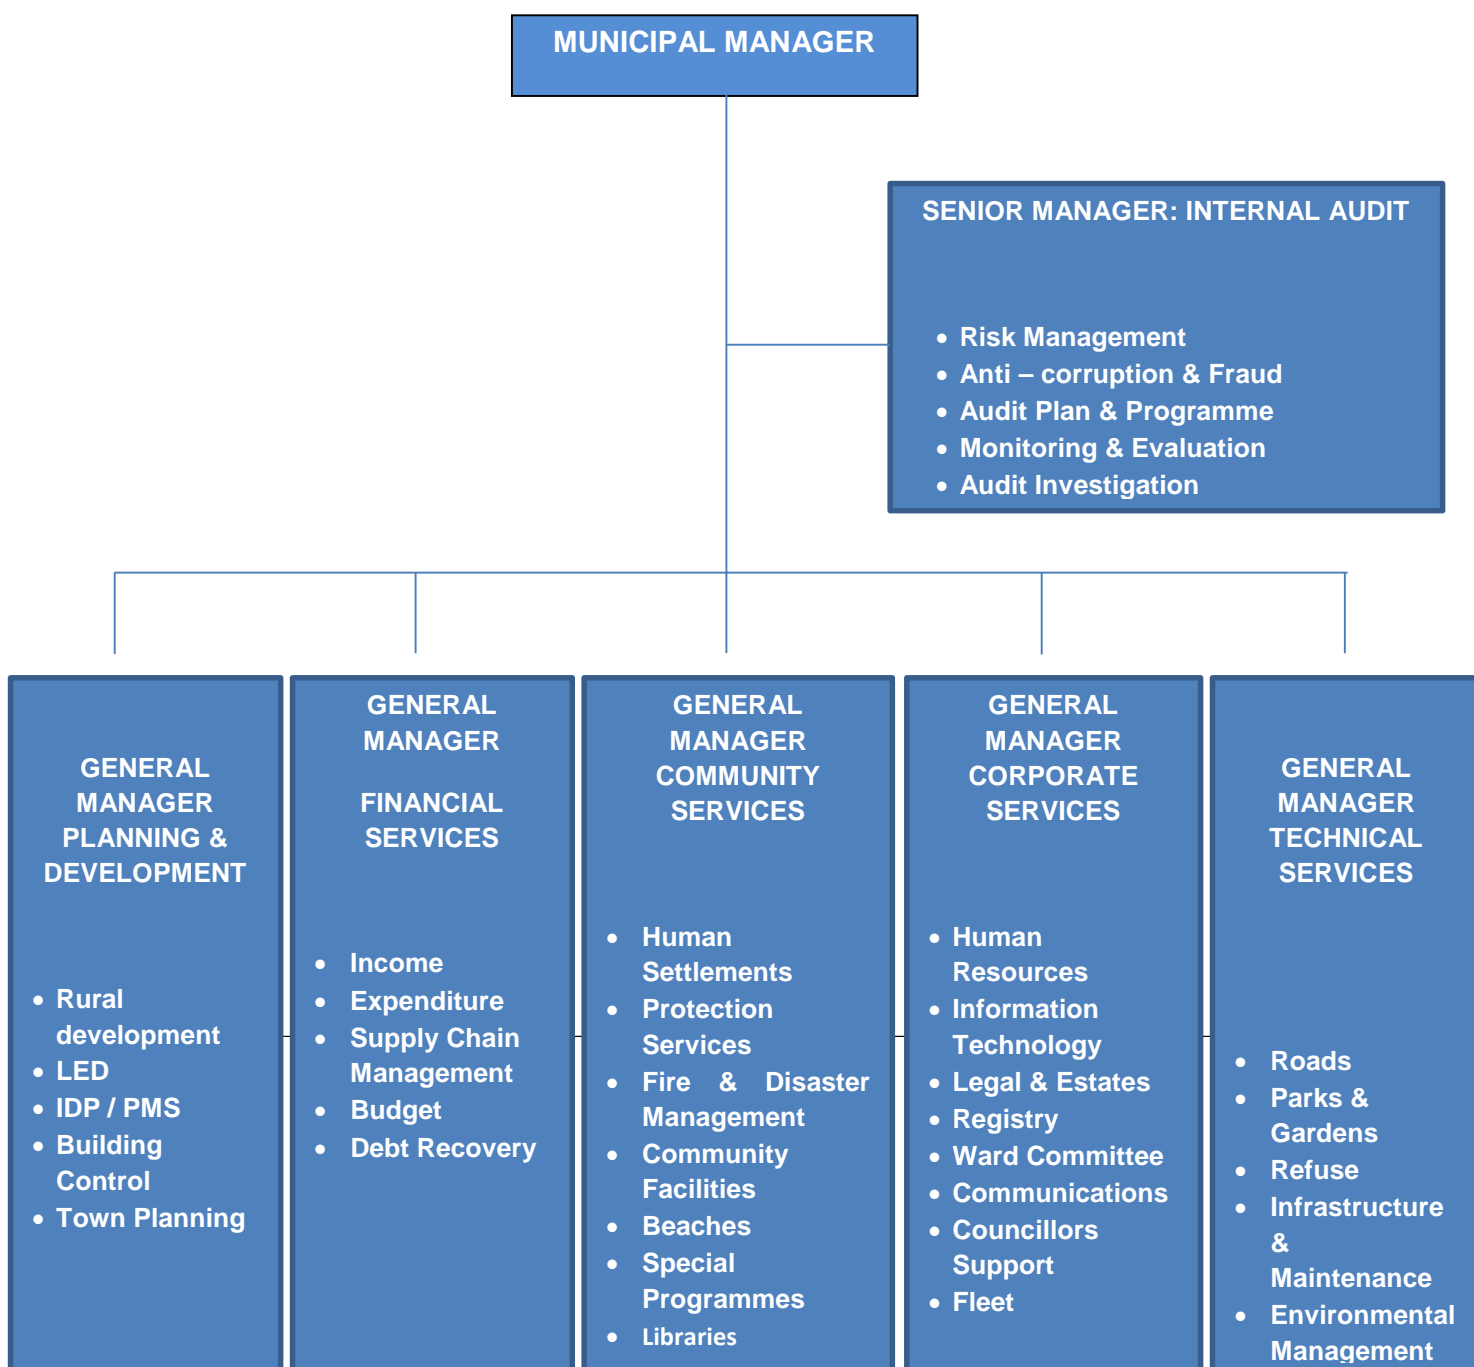 MUNICIPAL MANAGER
SENIOR MANAGER: INTERNAL AUDIT
• Risk Management
• Anti – corruption & Fraud
• Audit Plan & Programme
• Monitoring & Evaluation
• Audit Investigation
GENERAL
MANAGER
PLANNING &
DEVELOPMENT
• Rural
development
• LED
• IDP / PMS
• Building
Control
• Town Planning
GENERAL
MANAGER
FINANCIAL
SERVICES
• Income
• Expenditure
• Supply Chain
Management
• Budget
• Debt Recovery
GENERAL
MANAGER
COMMUNITY
SERVICES
• Human
Settlements
• Protection
Services
• Fire & Disaster
Management
• Community
Facilities
• Beaches
• Special
Programmes
• Libraries
GENERAL
MANAGER
CORPORATE
SERVICES
• Human
Resources
• Information
Technology
• Legal & Estates
• Registry
• Ward Committee
• Communications
• Councillors
Support
• Fleet
GENERAL
MANAGER
TECHNICAL
SERVICES
• Roads
• Parks &
Gardens
• Refuse
• Infrastructure
&
Maintenance
• Environmental
Management